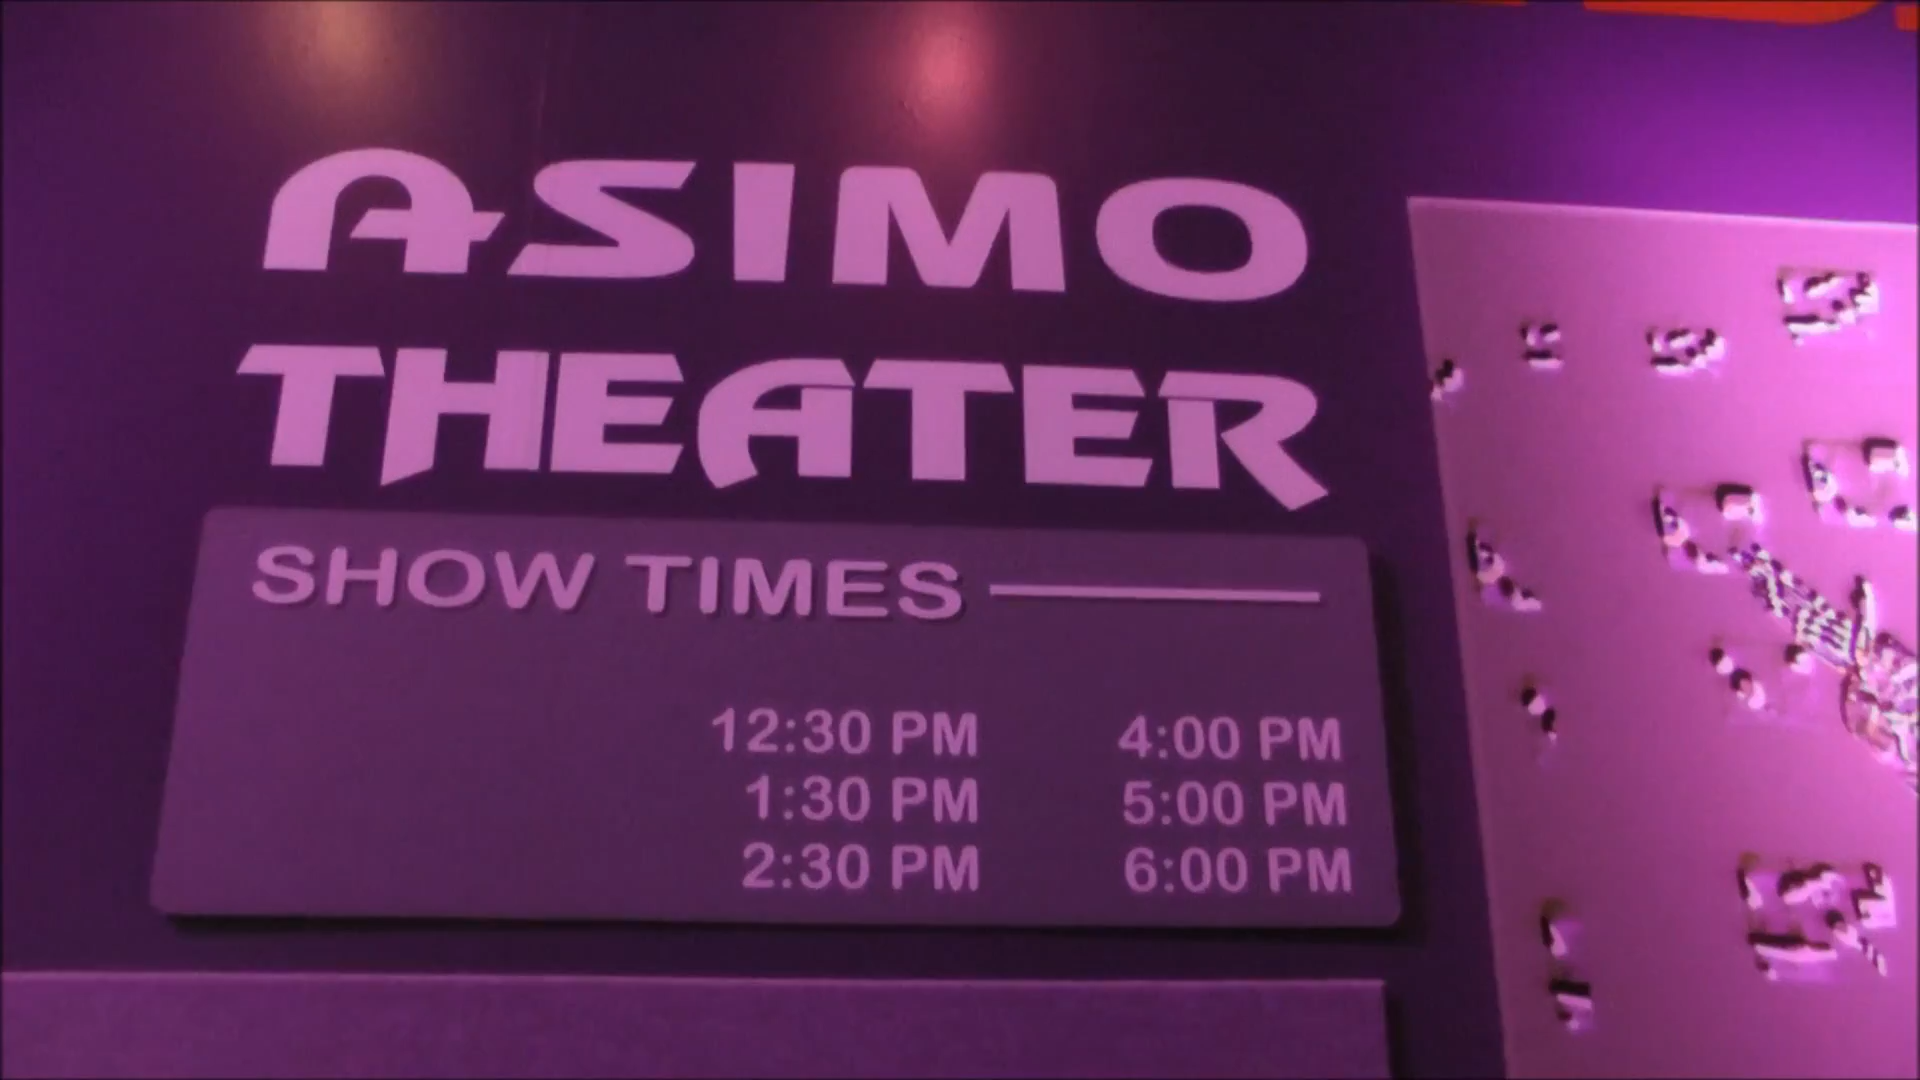 ASIMO
THEATER
SHOW TIMES
12:30 PM 4:00 PM
1:30 PM 5:00 PM
2:30 PM 6:00 PM